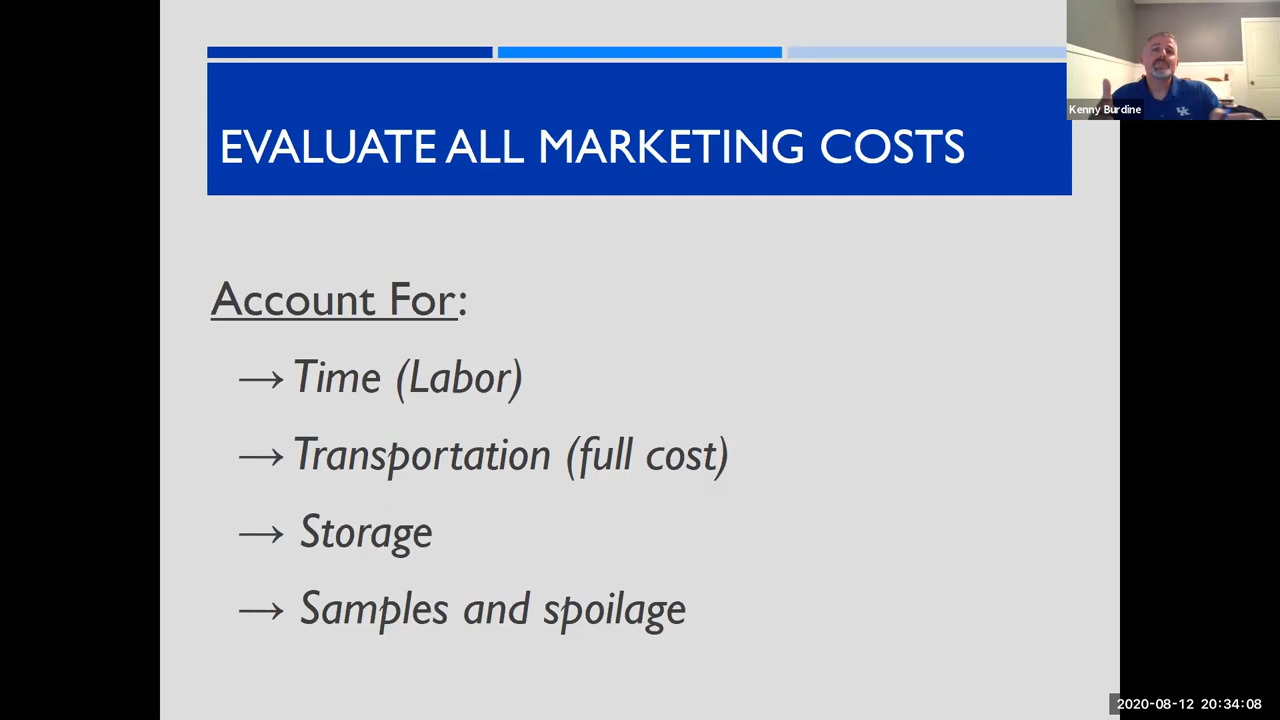 EVALUATE ALL MARKETING COSTS
Kenny Burdine
UK
Account For:
→ Time (Labor)
→ Transportation (full cost)
→ Storage
→ Samples and spoilage
2020-08-12 20:34:08